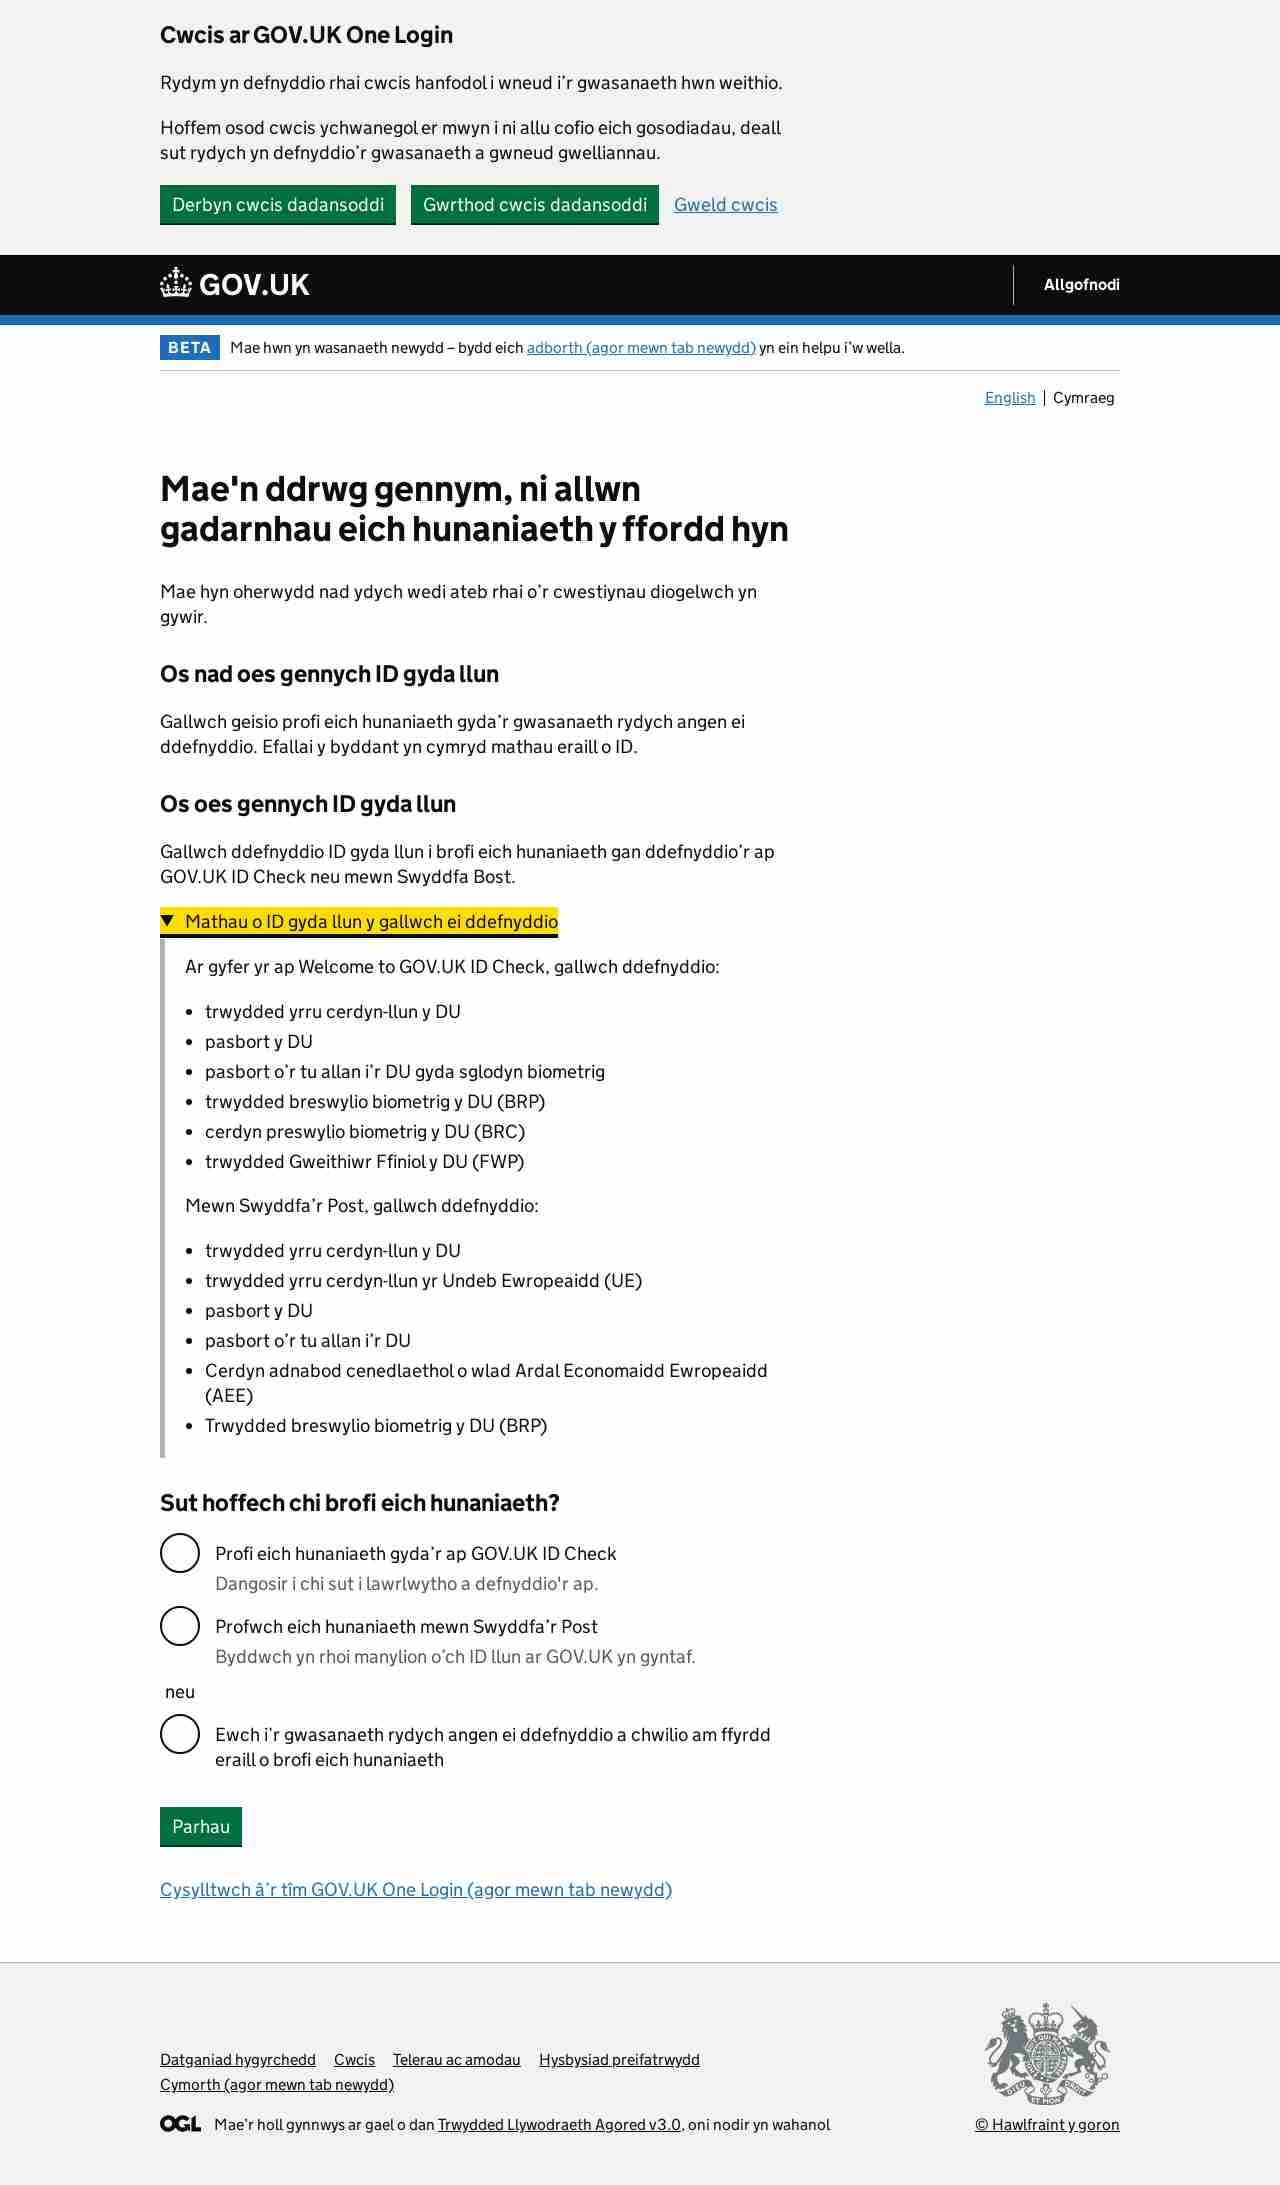 Cwcis ar GOV.UK One Login
Rydym yn defnyddio rhai cwcis hanfodol i wneud i’r gwasanaeth hwn weithio.
Hoffem osod cwcis ychwanegol er mwyn i ni allu cofio eich gosodiadau, deall
sut rydych yn defnyddio’r gwasanaeth a gwneud gwelliannau.
Derbyn cwcis dadansoddi Gwrthod cwcis dadansoddi Gweld cwcis
GOV.UK Allgofnodi
BETA Mae hwn yn wasanaeth newydd – bydd eich adborth (agor mewn tab newydd) yn ein helpu i’w wella.
English Cymraeg
Mae'n ddrwg gennym, ni allwn
gadarnhau eich hunaniaeth y ffordd hyn
Mae hyn oherwydd nad ydych wedi ateb rhai o’r cwestiynau diogelwch yn
gywir.
Os nad oes gennych ID gyda llun
Gallwch geisio profi eich hunaniaeth gyda’r gwasanaeth rydych angen ei
ddefnyddio. Efallai y byddant yn cymryd mathau eraill o ID.
Os oes gennych ID gyda llun
Gallwch ddefnyddio ID gyda llun i brofi eich hunaniaeth gan ddefnyddio’r ap
GOV.UK ID Check neu mewn Swyddfa Bost.
Mathau o ID gyda llun y gallwch ei ddefnyddio
Ar gyfer yr ap Welcome to GOV.UK ID Check, gallwch ddefnyddio:
• trwydded yrru cerdyn-llun y DU
• pasbort y DU
• pasbort o’r tu allan i’r DU gyda sglodyn biometrig
• trwydded breswylio biometrig y DU (BRP)
• cerdyn preswylio biometrig y DU (BRC)
• trwydded Gweithiwr Ffiniol y DU (FWP)
Mewn Swyddfa’r Post, gallwch ddefnyddio:
• trwydded yrru cerdyn-llun y DU
• trwydded yrru cerdyn-llun yr Undeb Ewropeaidd (UE)
• pasbort y DU
• pasbort o’r tu allan i’r DU
• Cerdyn adnabod cenedlaethol o wlad Ardal Economaidd Ewropeaidd
(AEE)
• Trwydded breswylio biometrig y DU (BRP)
Sut hoffech chi brofi eich hunaniaeth?
Profi eich hunaniaeth gyda’r ap GOV.UK ID Check
Dangosir i chi sut i lawrlwytho a defnyddio'r ap.
Profwch eich hunaniaeth mewn Swyddfa’r Post
Byddwch yn rhoi manylion o’ch ID llun ar GOV.UK yn gyntaf.
neu
Ewch i’r gwasanaeth rydych angen ei ddefnyddio a chwilio am ffyrdd
eraill o brofi eich hunaniaeth
Parhau
Cysylltwch â’r tîm GOV.UK One Login (agor mewn tab newydd)
Datganiad hygyrchedd Cwcis Telerau ac amodau Hysbysiad preifatrwydd
Cymorth (agor mewn tab newydd)
OGL Mae’r holl gynnwys ar gael o dan Trwydded Llywodraeth Agored v3.0, oni nodir yn wahanol
© Hawlfraint y goron